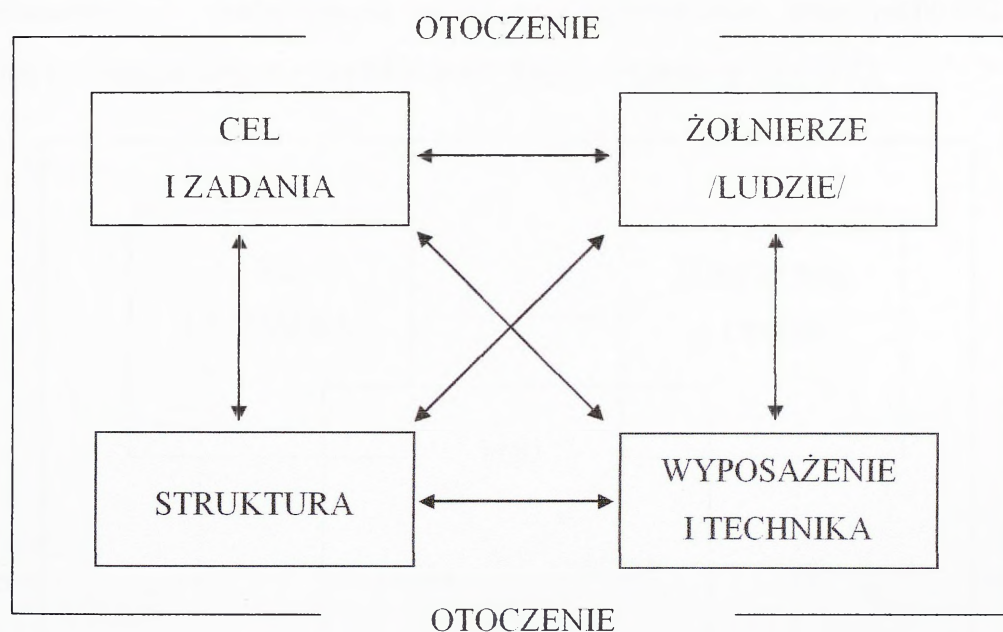 OTOCZENIE
CEL
I ZADANIA
ŻOŁNIERZE
/LUDZIE/
STRUKTURA
WYPOSAŻENIE
I TECHNIKA
OTOCZENIE